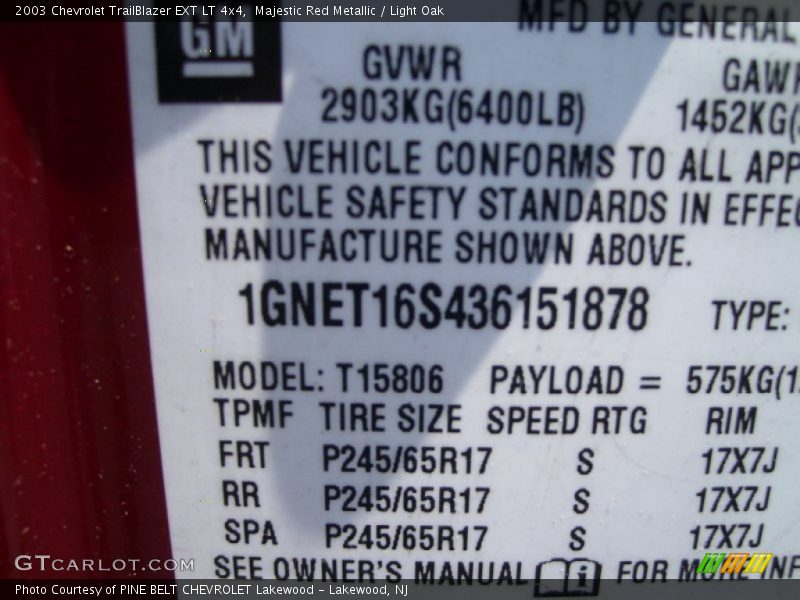 2003 Chevrolet TrailBlazer EXT LT 4x4, Majestic Red Metallic / Light Oak
MFD BY GENERAL
GM
GVWR GAWR
2903KG(6400LB) 1452KG(
THIS VEHICLE CONFORMS TO ALL APP
VEHICLE SAFETY STANDARDS IN EFFEC
MANUFACTURE SHOWN ABOVE.
1GNET16S436151878 TYPE:
MODEL: T15806 PAYLOAD = 575KG(1
TPMF TIRE SIZE SPEED RTG RIM
FRT P245/65R17 S 17X7J
RR P245/65R17 S 17X7J
SPA P245/65R17 S 17X7J
SEE OWNER'S MANUAL i FOR MORE INF
GTCARLOT.COM
Photo Courtesy of PINE BELT CHEVROLET Lakewood - Lakewood, NJ